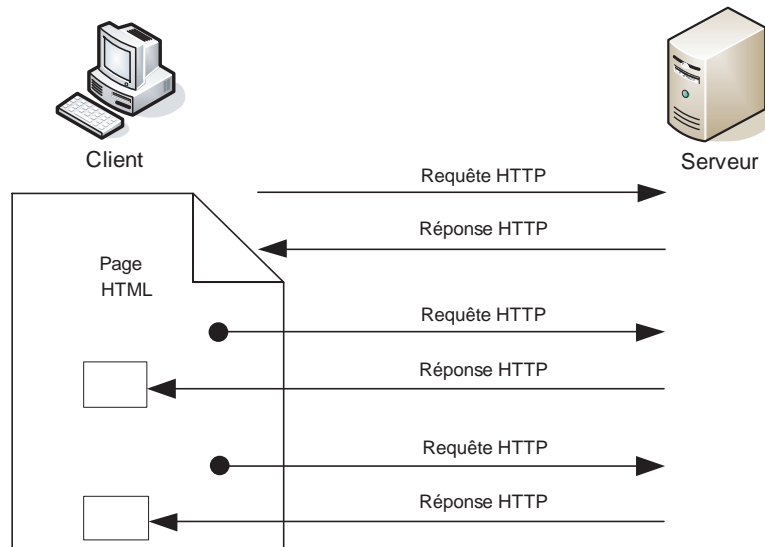 Client
Serveur
Requête HTTP
Réponse HTTP
Page
HTML
Requête HTTP
Réponse HTTP
Requête HTTP
Réponse HTTP